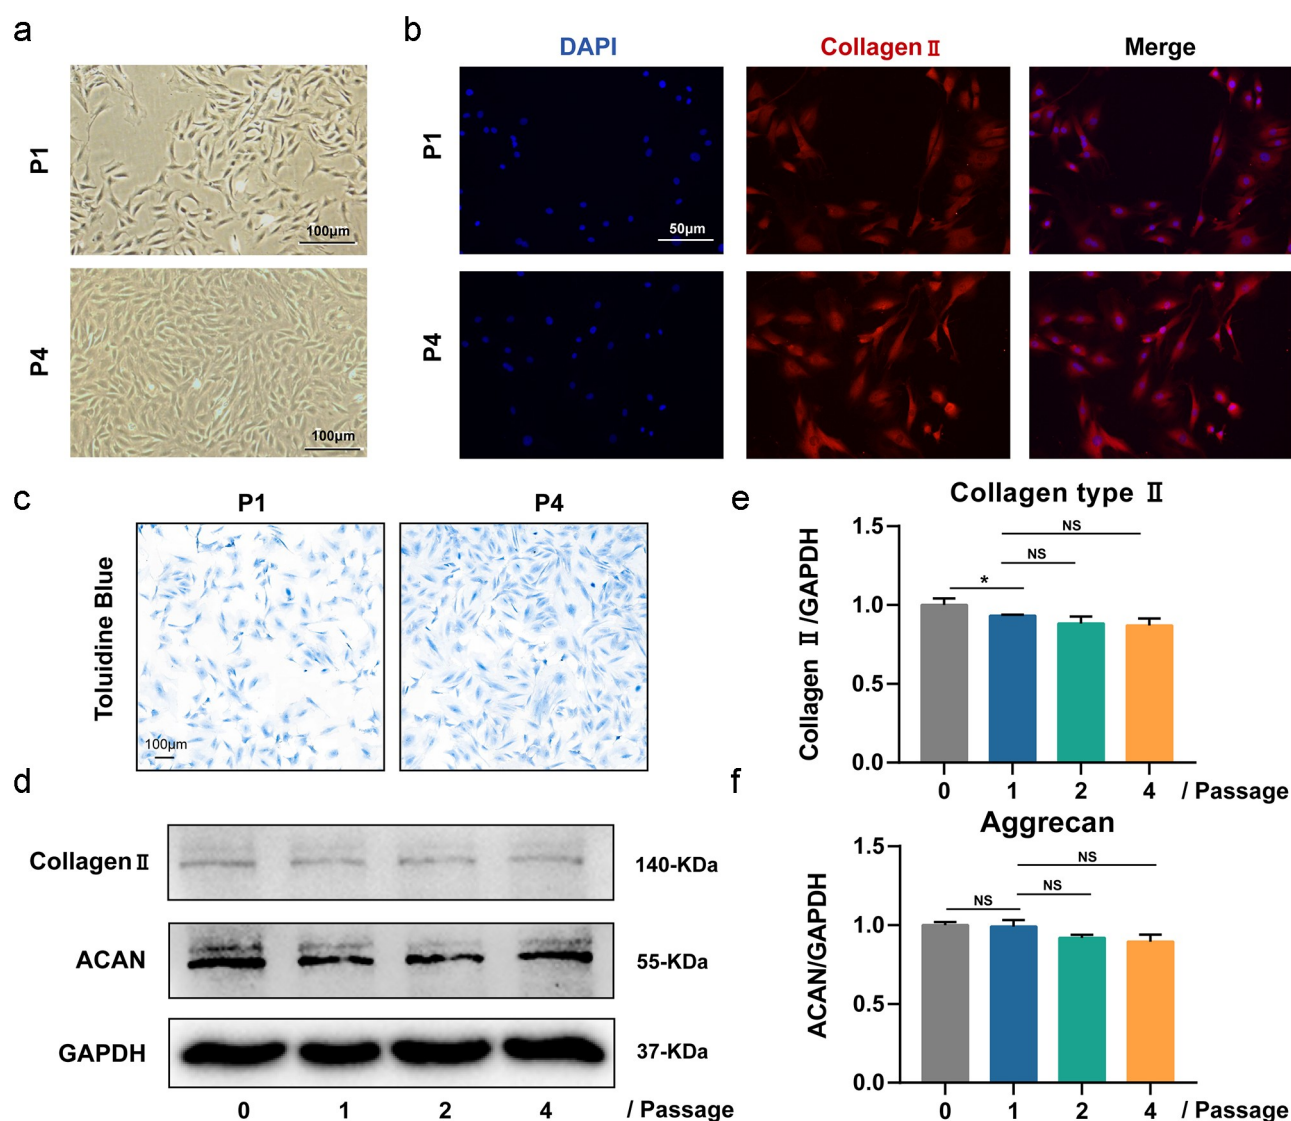 a
P1
100μm
P4
100μm
b
DAPI
Collagen Ⅱ
Merge
P1
50μm
P4
c
P1
P4
Toluidine Blue
100μm
d
Collagen Ⅱ
140-KDa
ACAN
55-KDa
GAPDH
37-KDa
0 1 2 4 / Passage
e
Collagen type Ⅱ
Collagen Ⅱ /GAPDH
1.5
1.0
0.5
0.0
NS
NS
*
0 1 2 4 / Passage
f
Aggrecan
ACAN/GAPDH
1.5
1.0
0.5
0.0
NS
NS
NS
0 1 2 4 / Passage